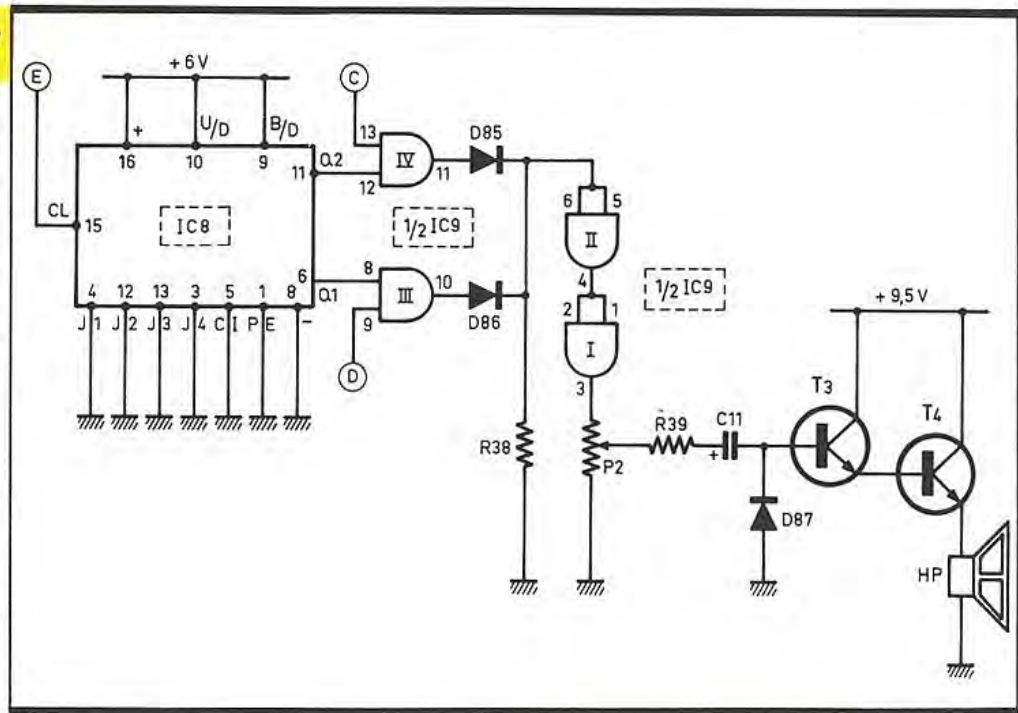 E
+ 6 V
C
+ U/D B/D
16 10 9
13
IV
11
12
D85
Q2
11
CL
15
IC8
1/2 IC9
6 5
II
4
6
Q1
8
III
10
9
D86
1/2 IC9
2 1
I
3
4 12 13 3 5 1 8
J1 J2 J3 J4 CI PE -
D
+ 9,5 V
T3
T4
R38
P2
R39
C11
+
D87
HP